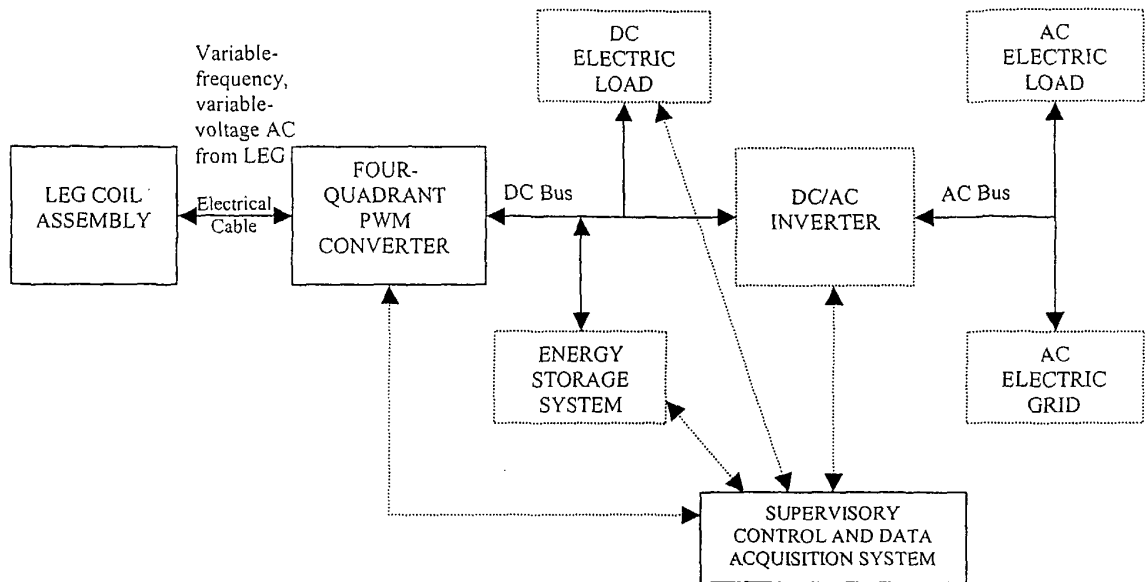 Variable-
frequency,
variable-
voltage AC
from LEG
DC
ELECTRIC
LOAD
AC
ELECTRIC
LOAD
LEG COIL
ASSEMBLY
Electrical
Cable
FOUR-
QUADRANT
PWM
CONVERTER
DC Bus
DC/AC
INVERTER
AC Bus
ENERGY
STORAGE
SYSTEM
AC
ELECTRIC
GRID
SUPERVISORY
CONTROL AND DATA
ACQUISITION SYSTEM